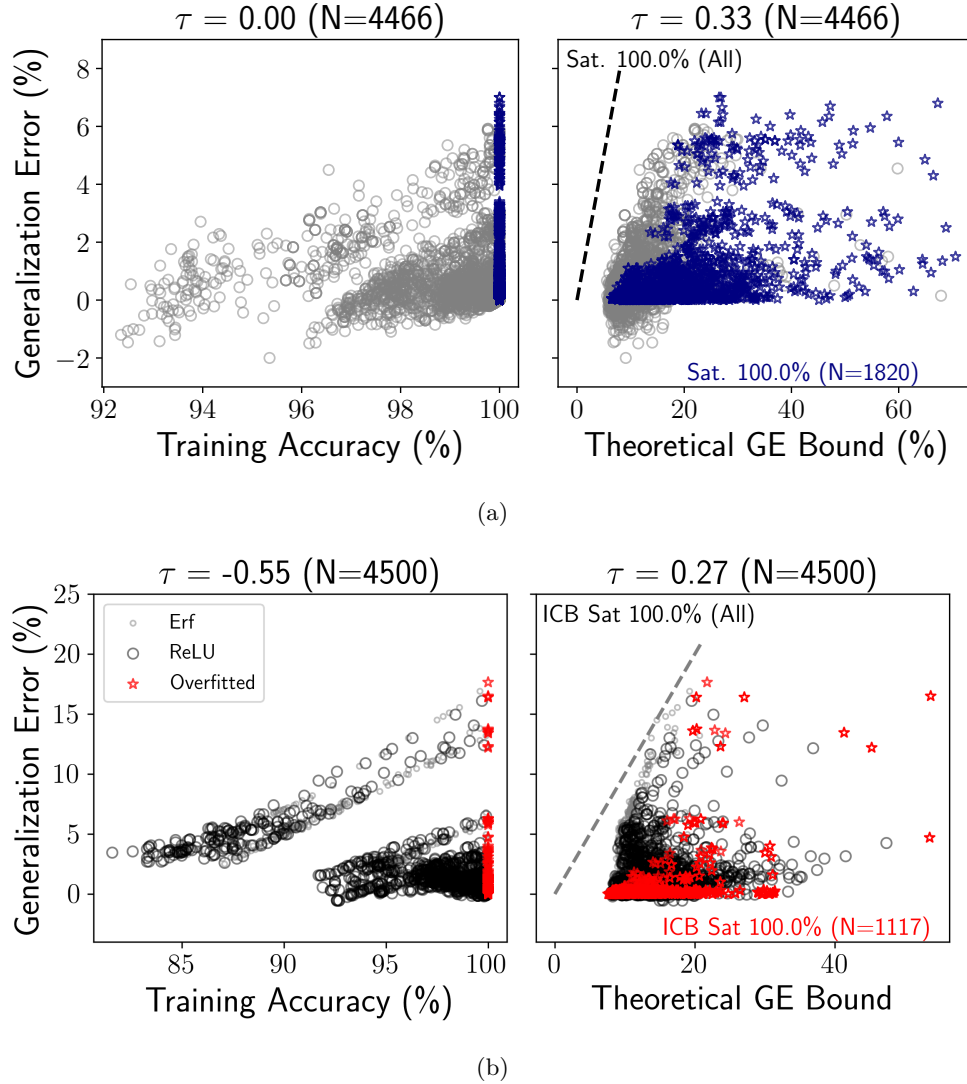 τ = 0.00 (N=4466)
τ = 0.33 (N=4466)
Generalization Error (%)
8
6
4
2
0
−2
92
94
96
98
100
Training Accuracy (%)
Sat. 100.0% (All)
Sat. 100.0% (N=1820)
0
20
40
60
Theoretical GE Bound (%)
(a)
τ = -0.55 (N=4500)
τ = 0.27 (N=4500)
Generalization Error (%)
25
20
15
10
5
0
Erf
ReLU
Overfitted
85
90
95
100
Training Accuracy (%)
ICB Sat 100.0% (All)
ICB Sat 100.0% (N=1117)
0
20
40
Theoretical GE Bound
(b)